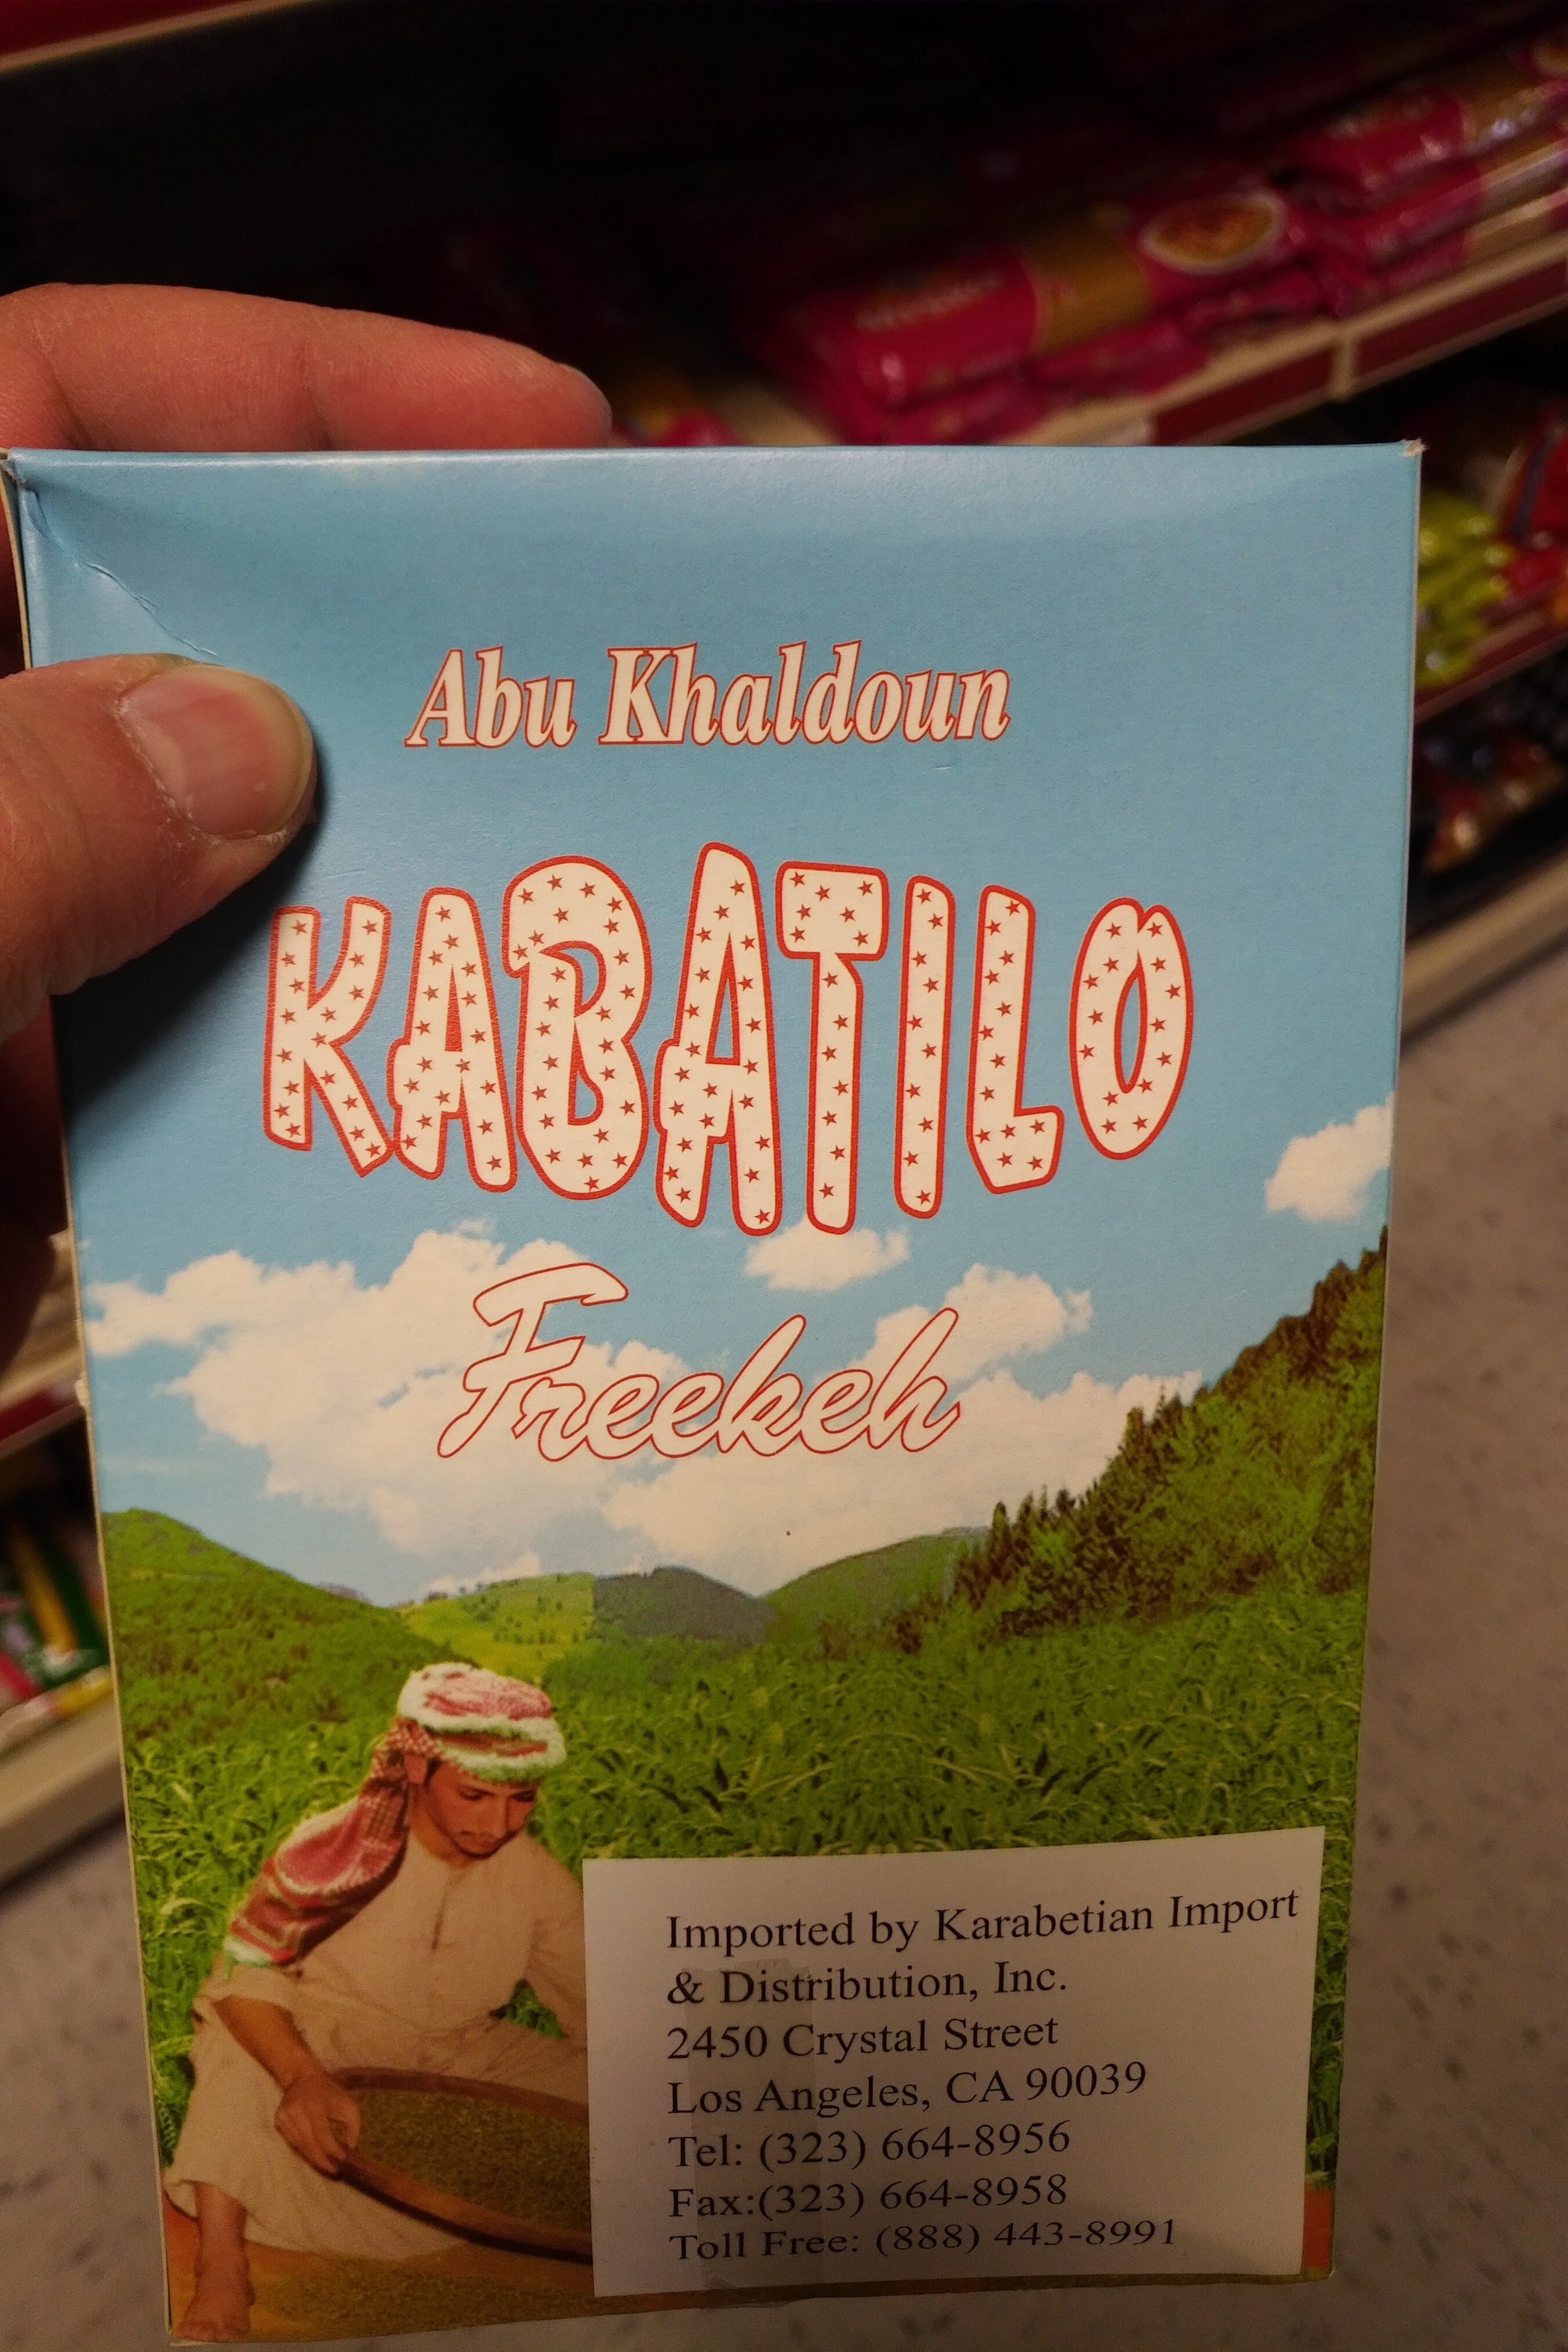 Abu Khaldoun
KABATILO
Freekeh
Imported by Karabetian Import
& Distribution, Inc.
2450 Crystal Street
Los Angeles, CA 90039
Tel: (323) 664-8956
Fax:(323) 664-8958
Toll Free: (888) 443-8991